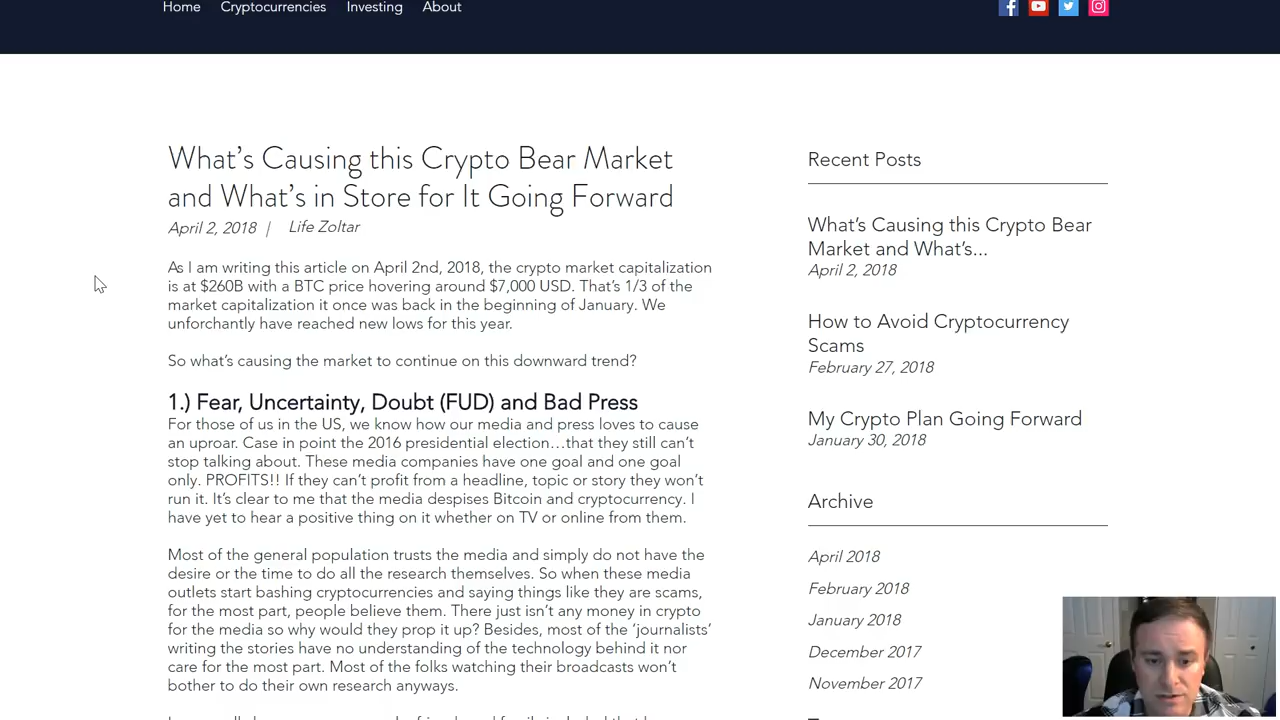 Home Cryptocurrencies Investing About
What's Causing this Crypto Bear Market
and What's in Store for It Going Forward
April 2, 2018 | Life Zoltar
As I am writing this article on April 2nd, 2018, the crypto market capitalization
is at $260B with a BTC price hovering around $7,000 USD. That's 1/3 of the
market capitalization it once was back in the beginning of January. We
unforchantly have reached new lows for this year.
So what's causing the market to continue on this downward trend?
1.) Fear, Uncertainty, Doubt (FUD) and Bad Press
For those of us in the US, we know how our media and press loves to cause
an uproar. Case in point the 2016 presidential election…that they still can't
stop talking about. These media companies have one goal and one goal
only. PROFITS!! If they can't profit from a headline, topic or story they won't
run it. It's clear to me that the media despises Bitcoin and cryptocurrency. I
have yet to hear a positive thing on it whether on TV or online from them.
Most of the general population trusts the media and simply do not have the
desire or the time to do all the research themselves. So when these media
outlets start bashing cryptocurrencies and saying things like they are scams,
for the most part, people believe them. There just isn't any money in crypto
for the media so why would they prop it up? Besides, most of the 'journalists'
writing the stories have no understanding of the technology behind it nor
care for the most part. Most of the folks watching their broadcasts won't
bother to do their own research anyways.
Recent Posts
What's Causing this Crypto Bear
Market and What's...
April 2, 2018
How to Avoid Cryptocurrency
Scams
February 27, 2018
My Crypto Plan Going Forward
January 30, 2018
Archive
April 2018
February 2018
January 2018
December 2017
November 2017